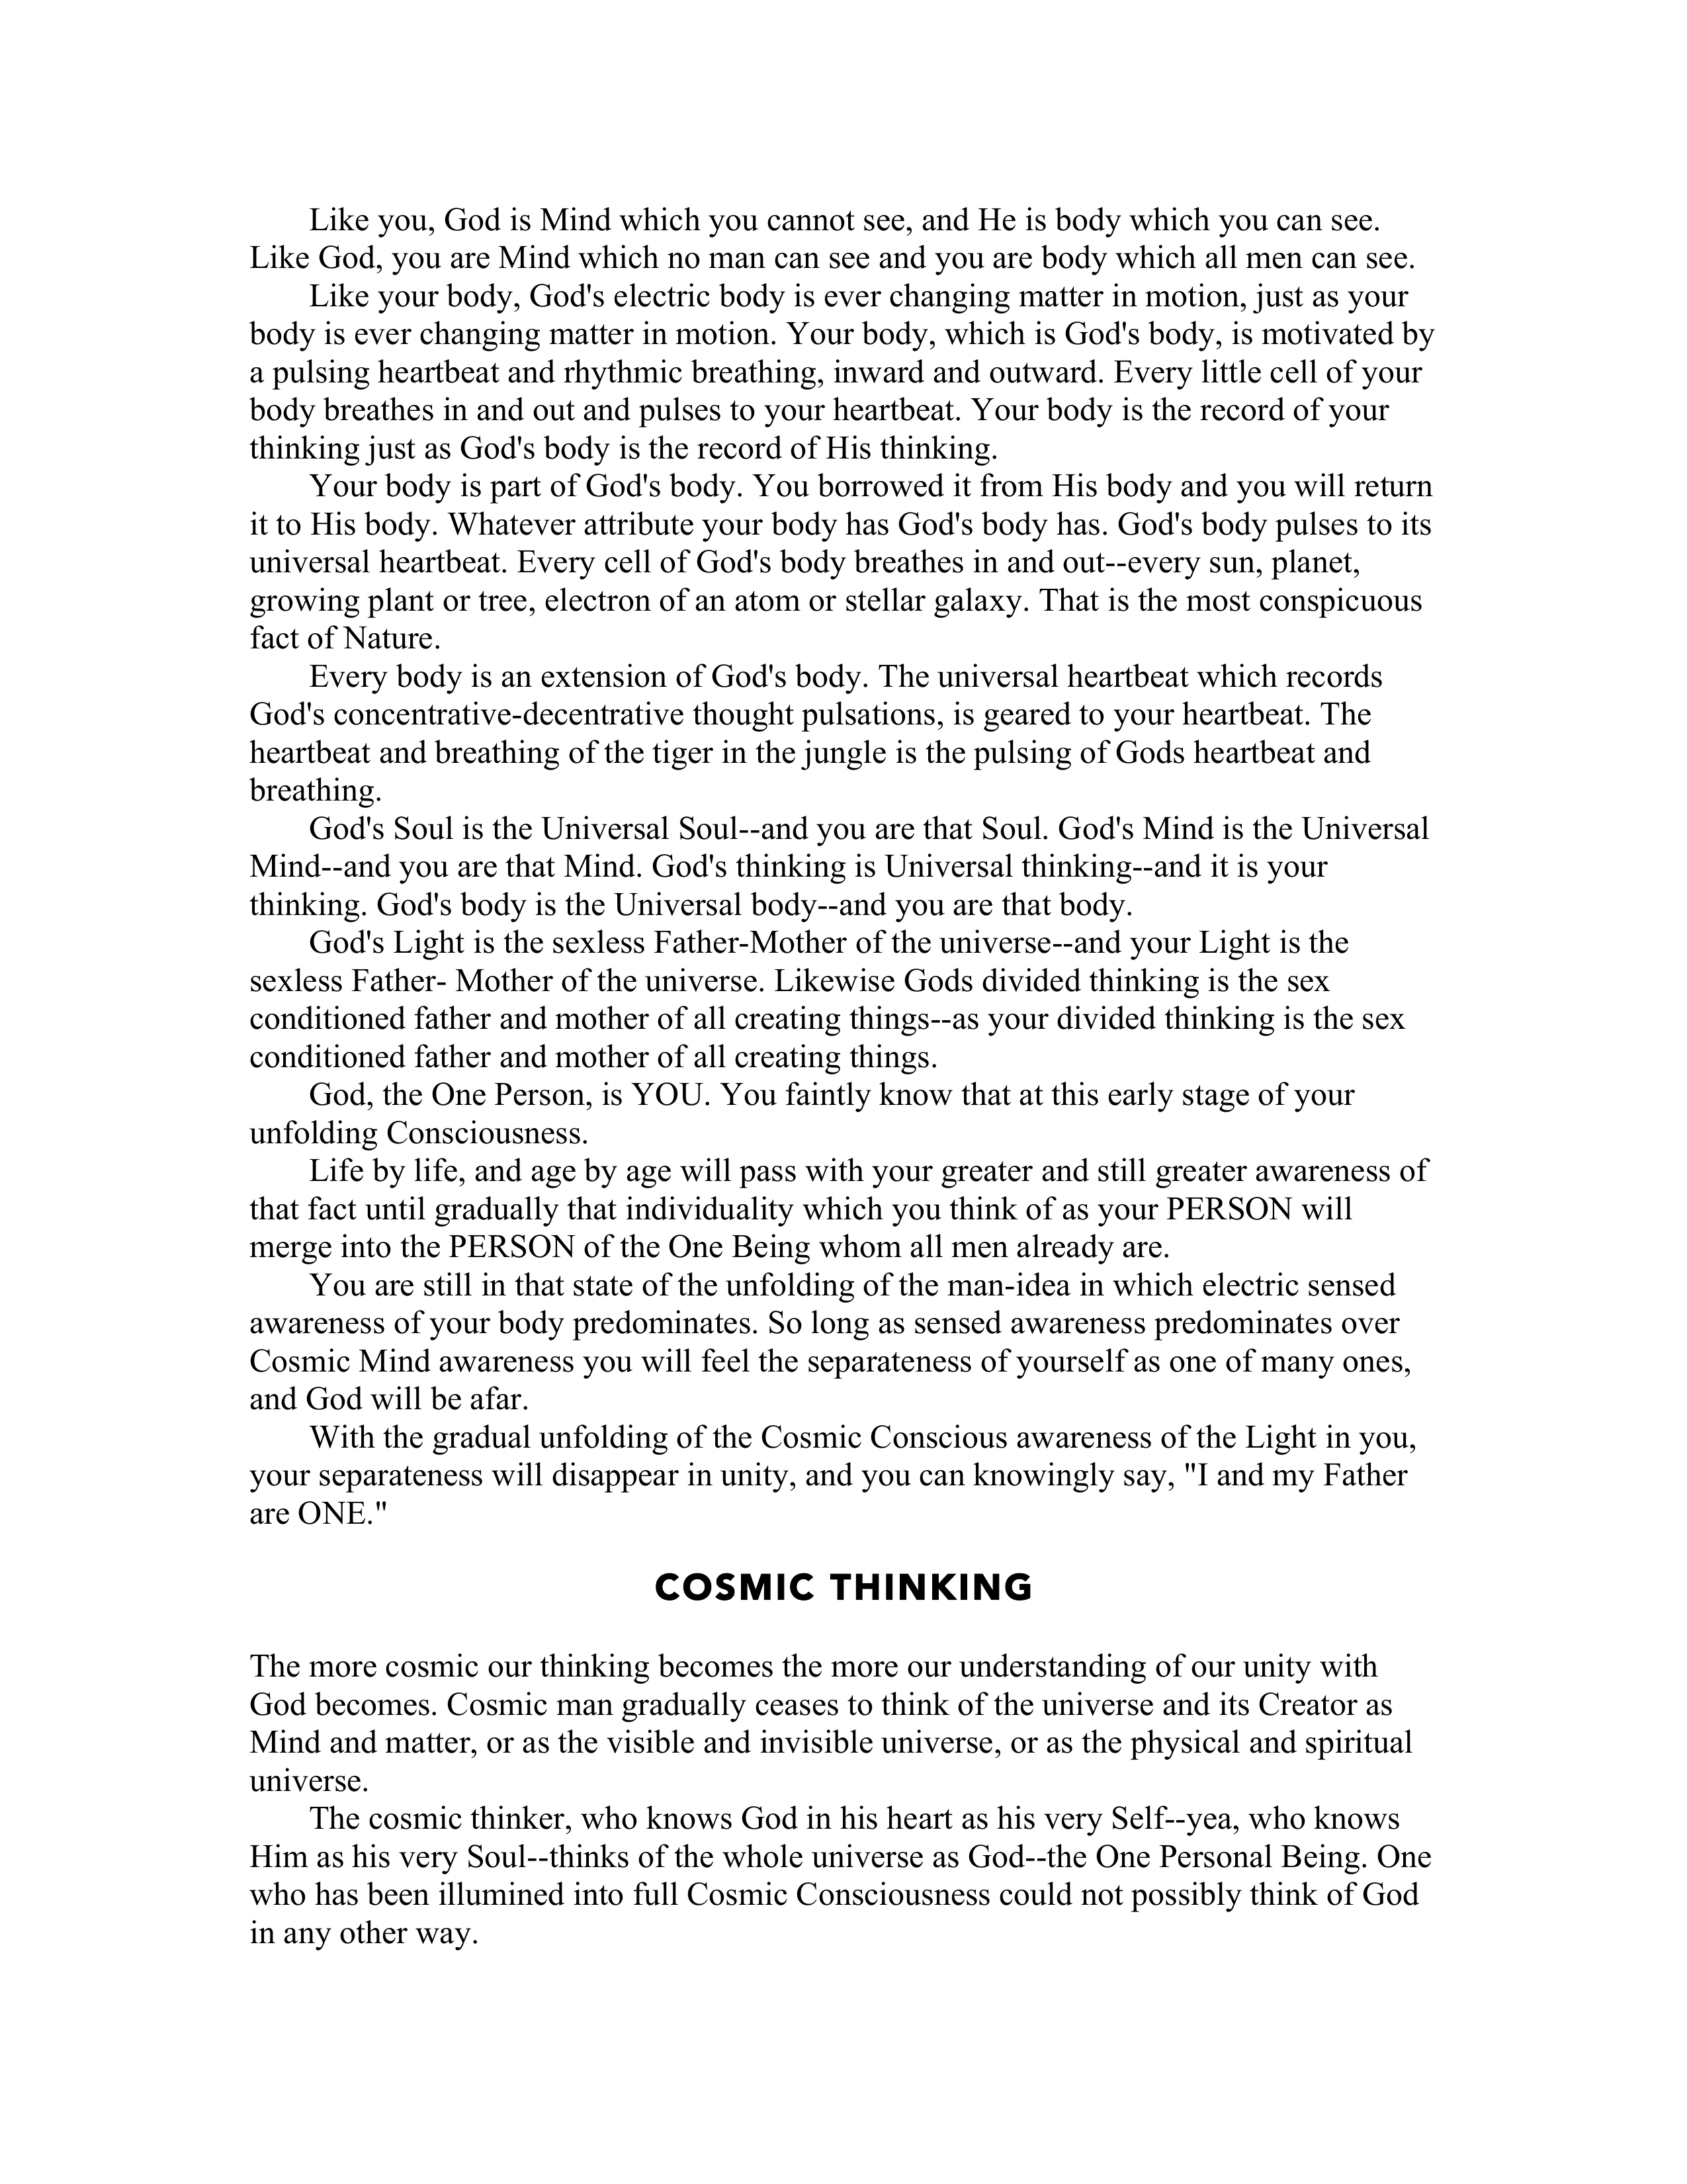 Like you, God is Mind which you cannot see, and He is body which you can see.
Like God, you are Mind which no man can see and you are body which all men can see.
Like your body, God's electric body is ever changing matter in motion, just as your
body is ever changing matter in motion. Your body, which is God's body, is motivated by
a pulsing heartbeat and rhythmic breathing, inward and outward. Every little cell of your
body breathes in and out and pulses to your heartbeat. Your body is the record of your
thinking just as God's body is the record of His thinking.
Your body is part of God's body. You borrowed it from His body and you will return
it to His body. Whatever attribute your body has God's body has. God's body pulses to its
universal heartbeat. Every cell of God's body breathes in and out--every sun, planet,
growing plant or tree, electron of an atom or stellar galaxy. That is the most conspicuous
fact of Nature.
Every body is an extension of God's body. The universal heartbeat which records
God's concentrative-decentrative thought pulsations, is geared to your heartbeat. The
heartbeat and breathing of the tiger in the jungle is the pulsing of Gods heartbeat and
breathing.
God's Soul is the Universal Soul--and you are that Soul. God's Mind is the Universal
Mind--and you are that Mind. God's thinking is Universal thinking--and it is your
thinking. God's body is the Universal body--and you are that body.
God's Light is the sexless Father-Mother of the universe--and your Light is the
sexless Father- Mother of the universe. Likewise Gods divided thinking is the sex
conditioned father and mother of all creating things--as your divided thinking is the sex
conditioned father and mother of all creating things.
God, the One Person, is YOU. You faintly know that at this early stage of your
unfolding Consciousness.
Life by life, and age by age will pass with your greater and still greater awareness of
that fact until gradually that individuality which you think of as your PERSON will
merge into the PERSON of the One Being whom all men already are.
You are still in that state of the unfolding of the man-idea in which electric sensed
awareness of your body predominates. So long as sensed awareness predominates over
Cosmic Mind awareness you will feel the separateness of yourself as one of many ones,
and God will be afar.
With the gradual unfolding of the Cosmic Conscious awareness of the Light in you,
your separateness will disappear in unity, and you can knowingly say, "I and my Father
are ONE."
COSMIC THINKING
The more cosmic our thinking becomes the more our understanding of our unity with
God becomes. Cosmic man gradually ceases to think of the universe and its Creator as
Mind and matter, or as the visible and invisible universe, or as the physical and spiritual
universe.
The cosmic thinker, who knows God in his heart as his very Self--yea, who knows
Him as his very Soul--thinks of the whole universe as God--the One Personal Being. One
who has been illumined into full Cosmic Consciousness could not possibly think of God
in any other way.